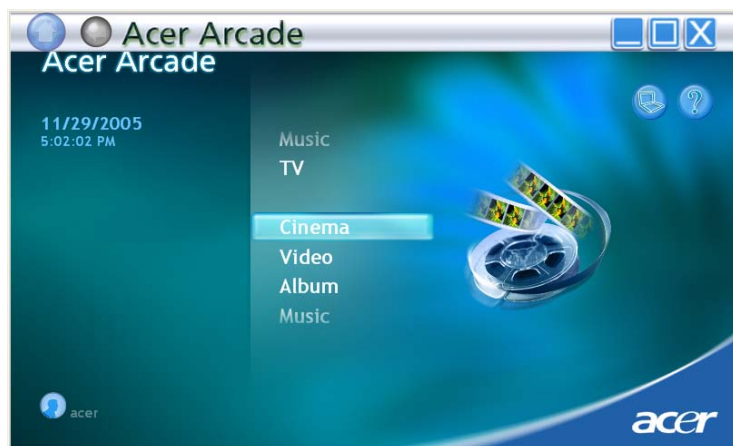 Acer Arcade
Acer Arcade
11/29/2005
5:02:02 PM
Music
TV
Cinema
Video
Album
Music
acer
acer